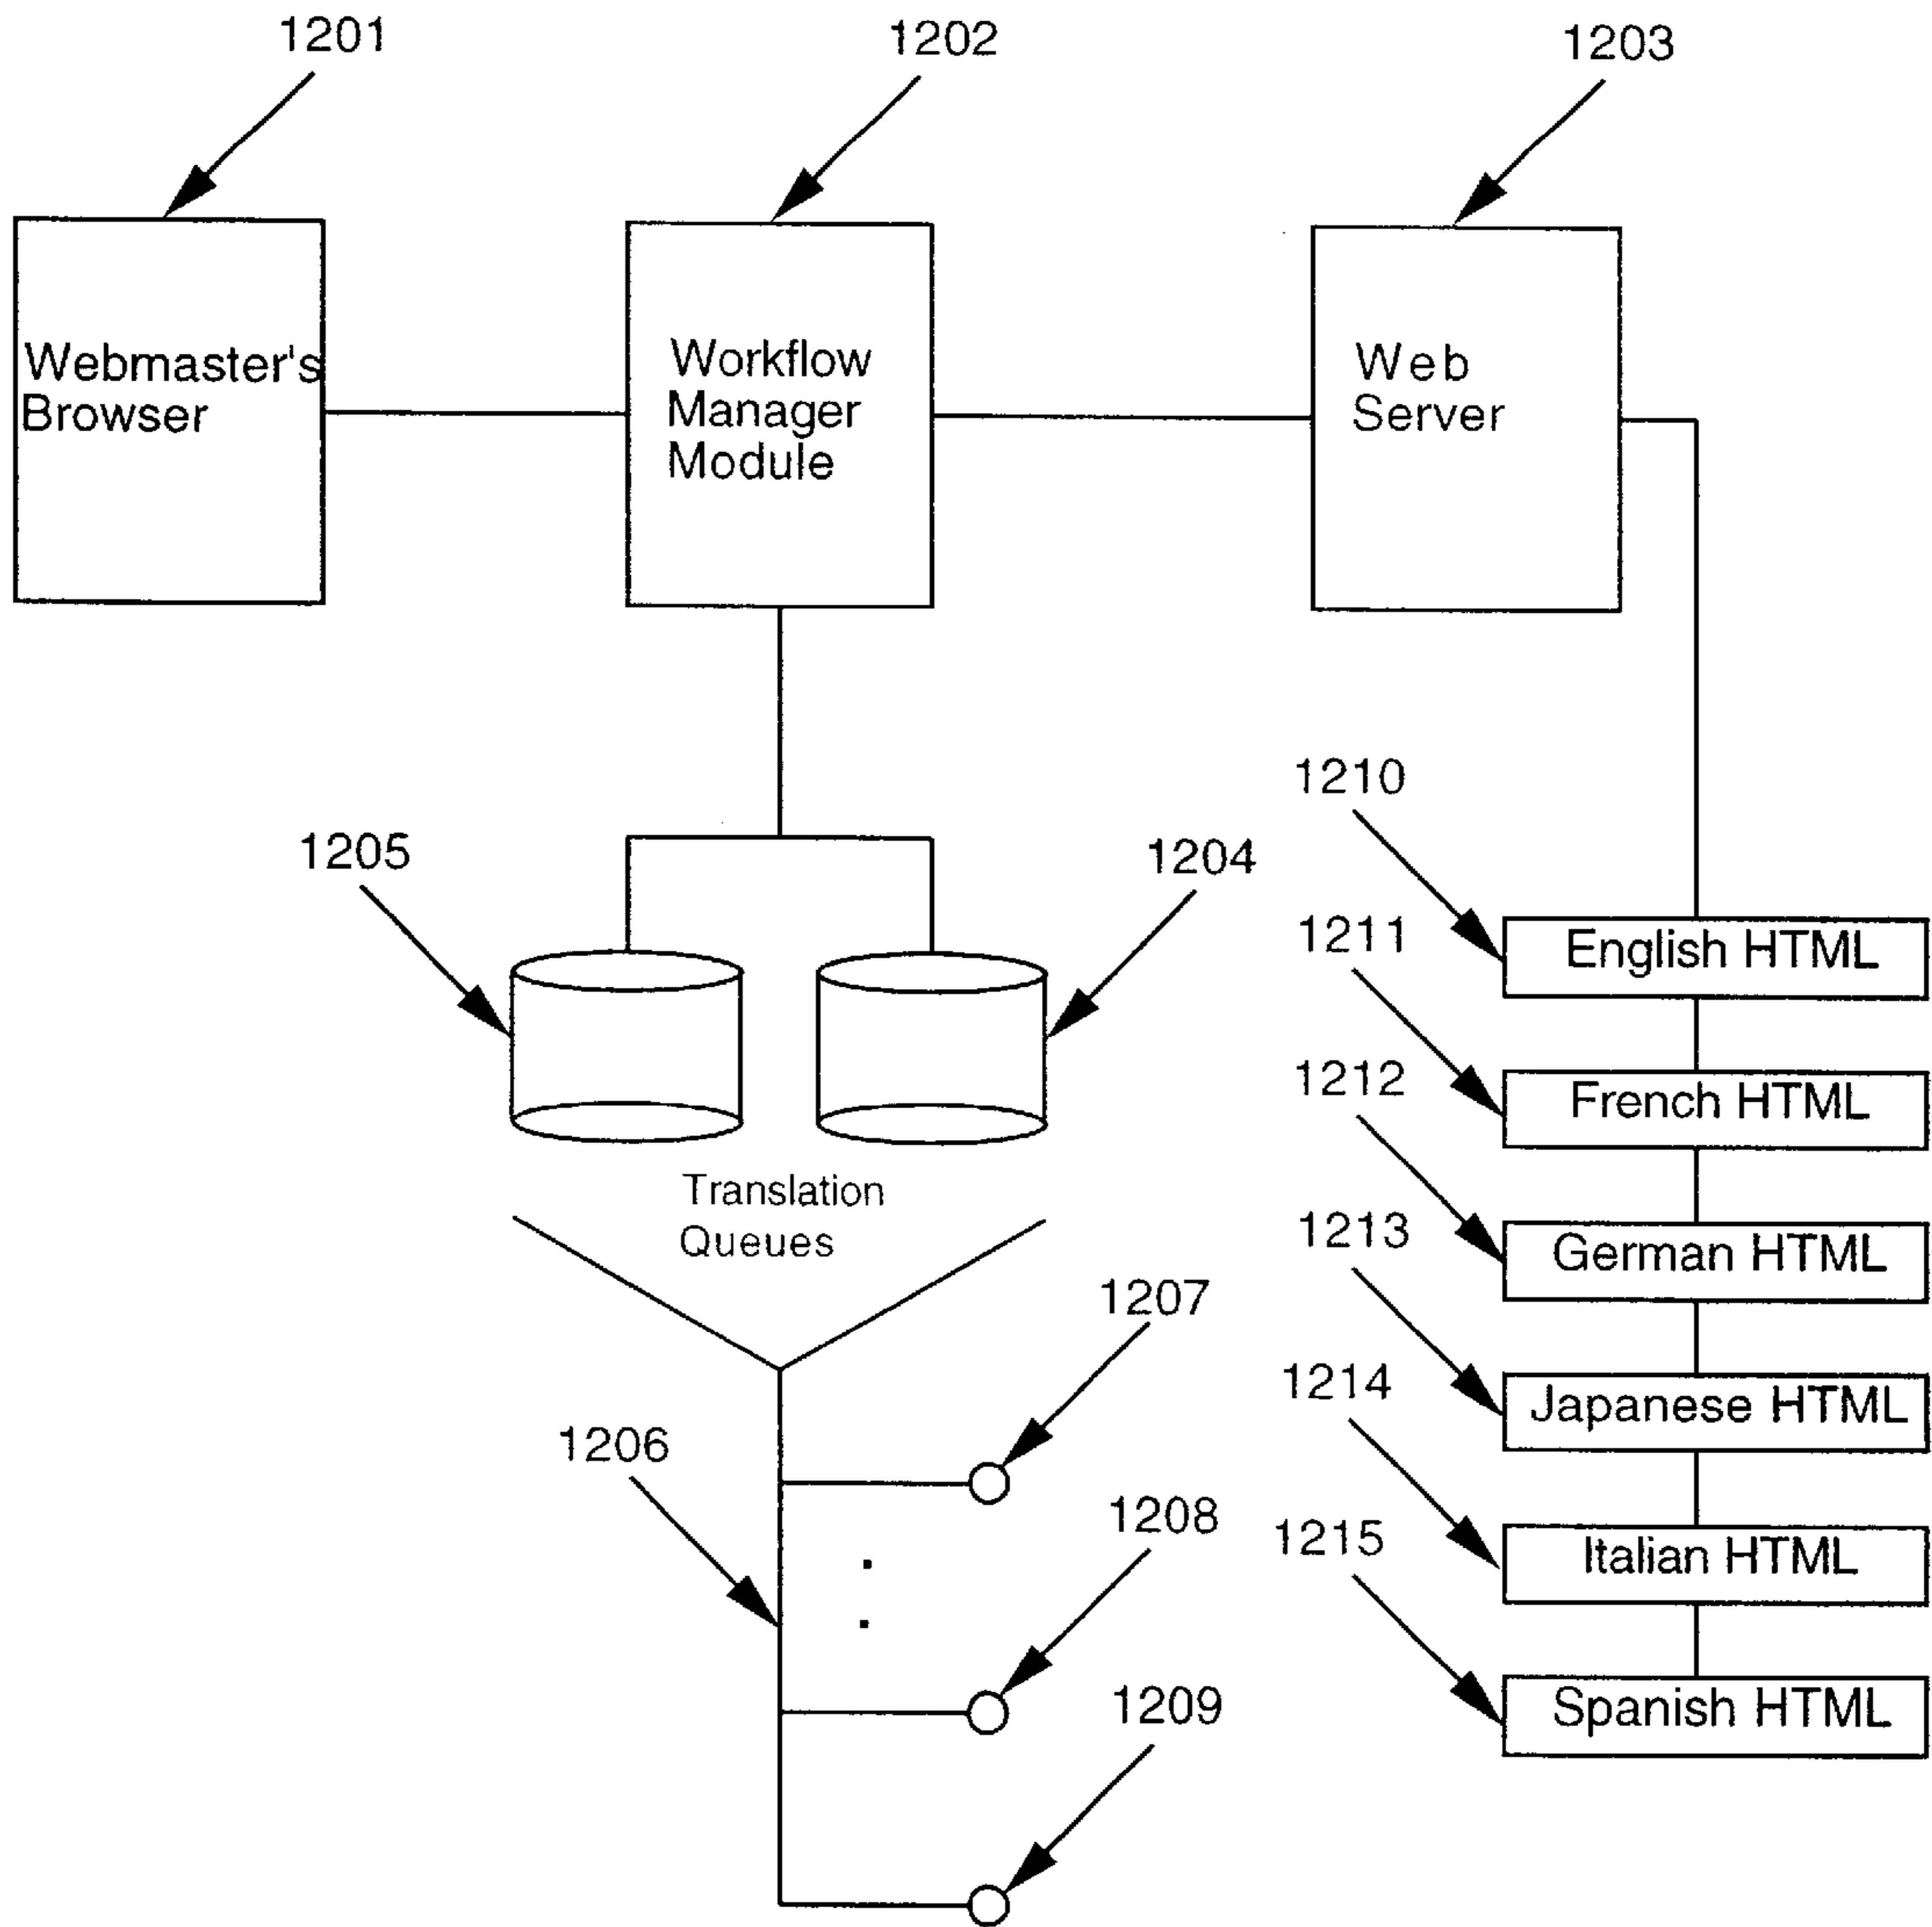 1201
1202
1203
Webmaster's
Browser
Workflow
Manager
Module
Web
Server
1205
1204
Translation
Queues
1206
1207
1208
1209
1210
English HTML
1211
French HTML
1212
German HTML
1213
Japanese HTML
1214
Italian HTML
1215
Spanish HTML